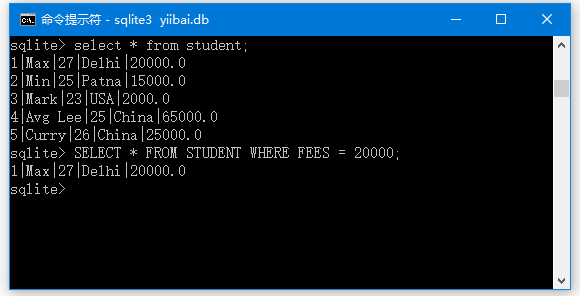 命令提示符 - sqlite3  yiibai.db
sqlite> select * from student;
1|Max|27|Delhi|20000.0
2|Min|25|Patna|15000.0
3|Mark|23|USA|2000.0
4|Avg Lee|25|China|65000.0
5|Curry|26|China|25000.0
sqlite> SELECT * FROM STUDENT WHERE FEES = 20000;
1|Max|27|Delhi|20000.0
sqlite>